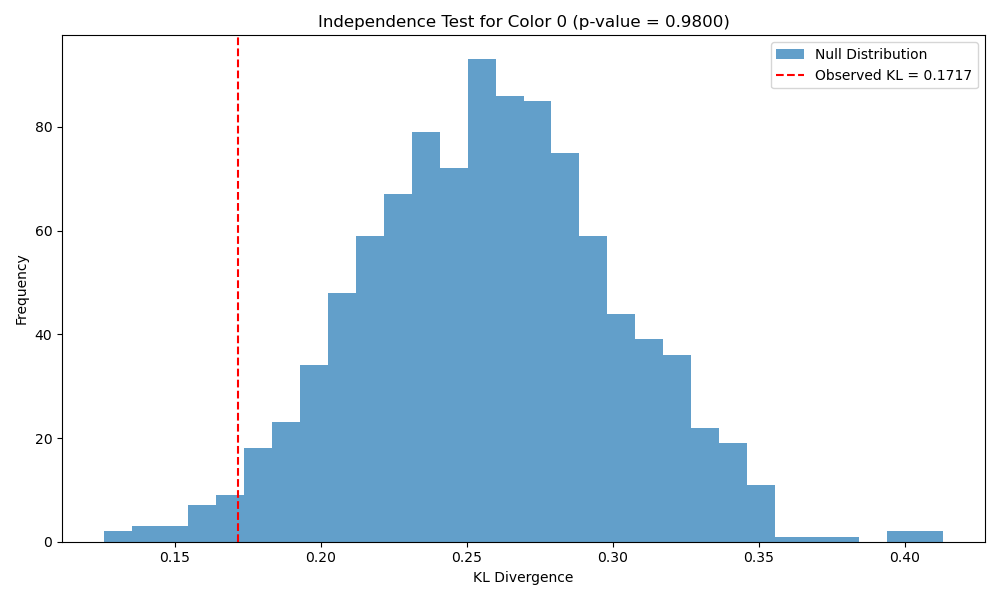 Independence Test for Color 0 (p-value = 0.9800)
Null Distribution
Observed KL = 0.1717
Frequency
80
60
40
20
0
0.15 0.20 0.25 0.30 0.35 0.40
KL Divergence